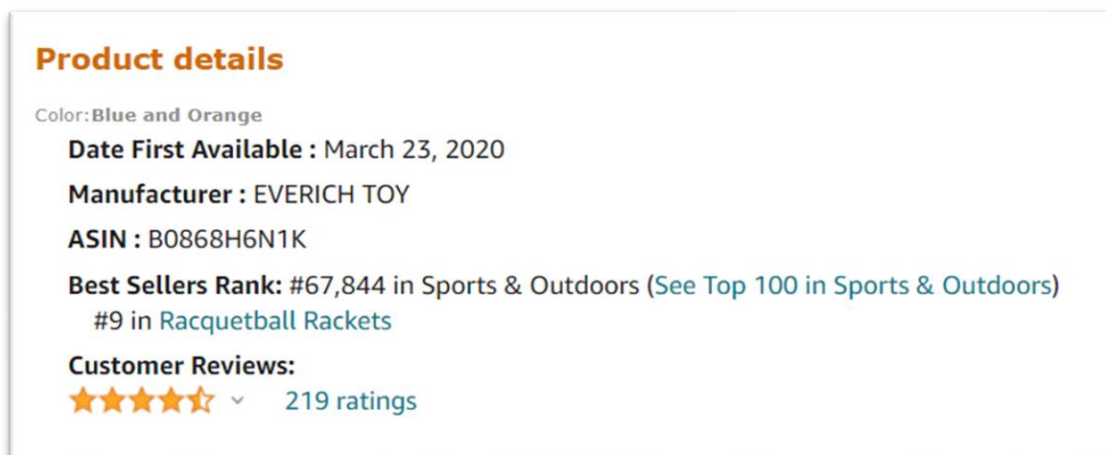 Product details
Color:Blue and Orange
Date First Available : March 23, 2020
Manufacturer : EVERICH TOY
ASIN : B0868H6N1K
Best Sellers Rank: #67,844 in Sports & Outdoors (See Top 100 in Sports & Outdoors)
#9 in Racquetball Rackets
Customer Reviews:
219 ratings